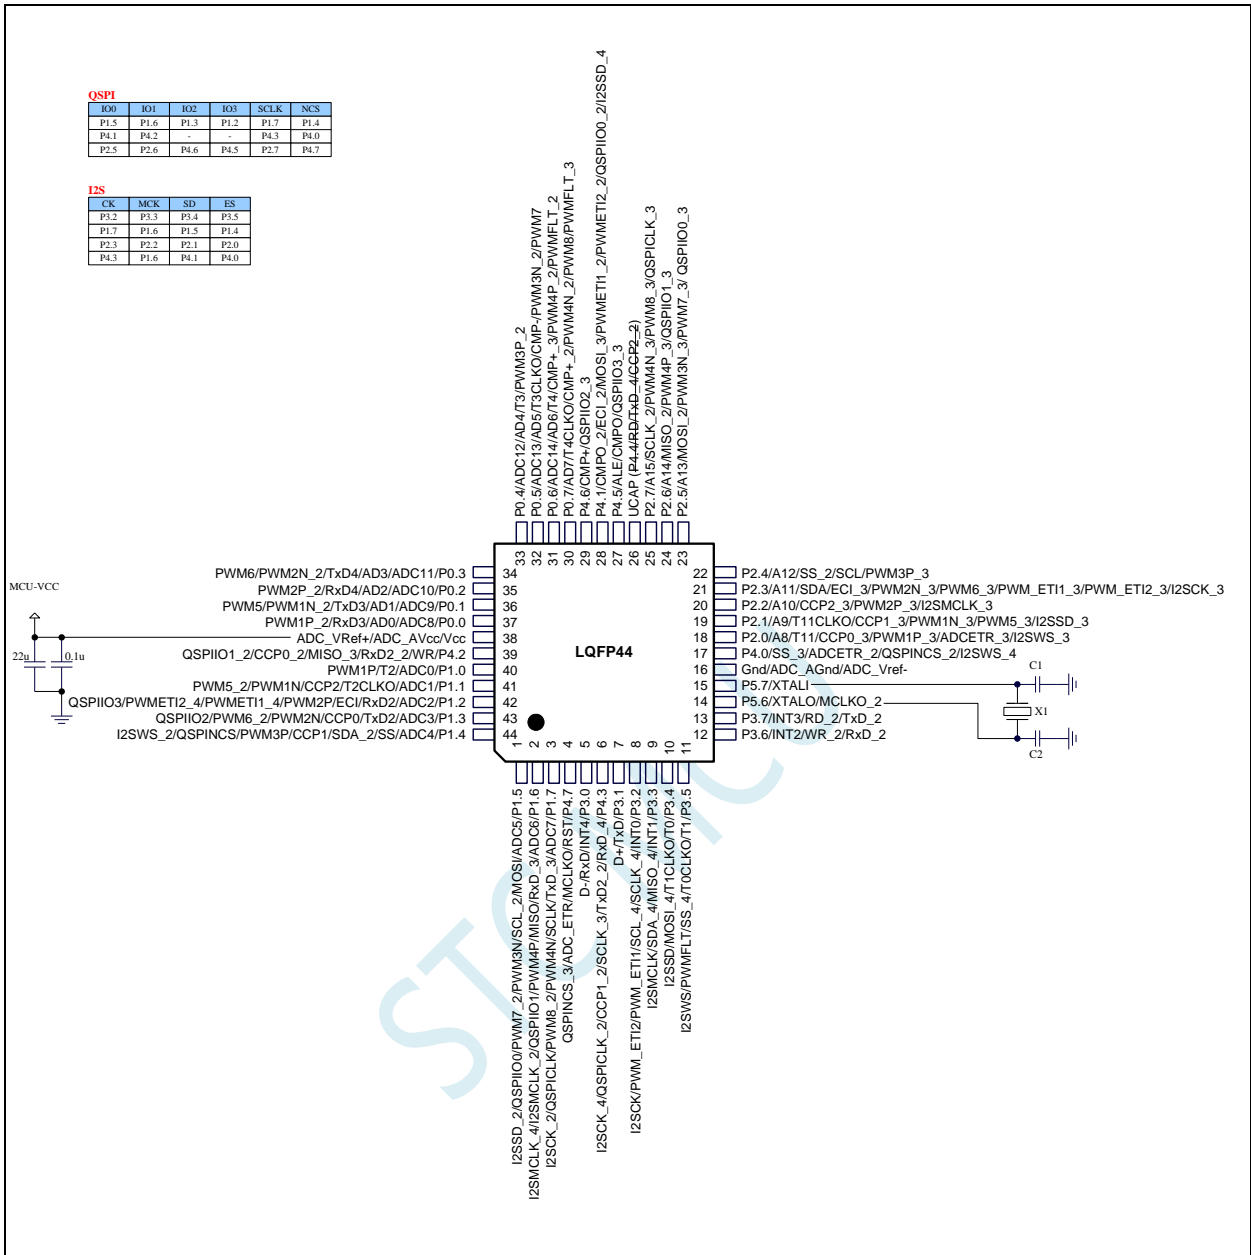 QSPI
IO0 IO1 IO2 IO3 SCLK NCS
P1.5 P1.6 P1.3 P1.2 P1.7 P1.4
P4.1 P4.2 - - P4.3 P4.0
P2.5 P2.6 P4.6 P4.5 P2.7 P4.7
I2S
CK MCK SD ES
P3.2 P3.3 P3.4 P3.5
P1.7 P1.6 P1.5 P1.4
P2.3 P2.2 P2.1 P2.0
P4.3 P1.6 P4.1 P4.0
P0.4/ADC12/AD4/T3/PWM3P_2
P0.5/ADC13/AD5/T3CLKO/CMP-/PWM3N_2/PWM7
P0.6/ADC14/AD6/T4/CMP+_3/PWM4P_2/PWMFLT_2
P0.7/AD7/T4CLKO/CMP+_2/PWM4N_2/PWM8/PWMFLT_3
P4.6/CMP+/QSPIIO2_3
P4.1/CMPO_2/ECI_2/MOSI_3/PWMETI1_2/PWMETI2_2/QSPIIO0_2/I2SSD_4
P4.5/ALE/CMPO/QSPIIO3_3
UCAP (P4.4/RD/TxD_4/CCP2_2)
P2.7/A15/SCLK_2/PWM4N_3/PWM8_3/QSPICLK_3
P2.6/A14/MISO_2/PWM4P_3/QSPIIO1_3
P2.5/A13/MOSI_2/PWM3N_3/PWM7_3/ QSPIIO0_3
33 32 31 30 29 28 27 26 25 24 23
PWM6/PWM2N_2/TxD4/AD3/ADC11/P0.3 34
PWM2P_2/RxD4/AD2/ADC10/P0.2 35
PWM5/PWM1N_2/TxD3/AD1/ADC9/P0.1 36
PWM1P_2/RxD3/AD0/ADC8/P0.0 37
ADC_VRef+/ADC_AVcc/Vcc 38
QSPIIO1_2/CCP0_2/MISO_3/RxD2_2/WR/P4.2 39
PWM1P/T2/ADC0/P1.0 40
PWM5_2/PWM1N/CCP2/T2CLKO/ADC1/P1.1 41
QSPIIO3/PWMETI2_4/PWMETI1_4/PWM2P/ECI/RxD2/ADC2/P1.2 42
QSPIIO2/PWM6_2/PWM2N/CCP0/TxD2/ADC3/P1.3 43
I2SWS_2/QSPINCS/PWM3P/CCP1/SDA_2/SS/ADC4/P1.4 44
MCU-VCC
22u 0.1u
LQFP44
22 P2.4/A12/SS_2/SCL/PWM3P_3
21 P2.3/A11/SDA/ECI_3/PWM2N_3/PWM6_3/PWM_ETI1_3/PWM_ETI2_3/I2SCK_3
20 P2.2/A10/CCP2_3/PWM2P_3/I2SMCLK_3
19 P2.1/A9/T11CLKO/CCP1_3/PWM1N_3/PWM5_3/I2SSD_3
18 P2.0/A8/T11/CCP0_3/PWM1P_3/ADCETR_3/I2SWS_3
17 P4.0/SS_3/ADCETR_2/QSPINCS_2/I2SWS_4
16 Gnd/ADC_AGnd/ADC_Vref-
15 P5.7/XTALI
14 P5.6/XTALO/MCLKO_2
13 P3.7/INT3/RD_2/TxD_2
12 P3.6/INT2/WR_2/RxD_2
C1
X1
C2
1 2 3 4 5 6 7 8 9 10 11
I2SSD_2/QSPIIO0/PWM7_2/PWM3N/SCL_2/MOSI/ADC5/P1.5
I2SMCLK_4/I2SMCLK_2/QSPIIO1/PWM4P/MISO/RxD_3/ADC6/P1.6
I2SCK_2/QSPICLK/PWM8_2/PWM4N/SCLK/TxD_3/ADC7/P1.7
QSPINCS_3/ADC_ETR/MCLKO/RST/P4.7
D-/RxD/INT4/P3.0
I2SCK_4/QSPICLK_2/CCP1_2/SCLK_3/TxD2_2/RxD_4/P4.3
D+/TxD/P3.1
I2SCK/PWM_ETI2/PWM_ETI1/SCL_4/SCLK_4/INT0/P3.2
I2SMCLK/SDA_4/MISO_4/INT1/P3.3
I2SSD/MOSI_4/T1CLKO/T0/P3.4
I2SWS/PWMFLT/SS_4/T0CLKO/T1/P3.5
STCMCU